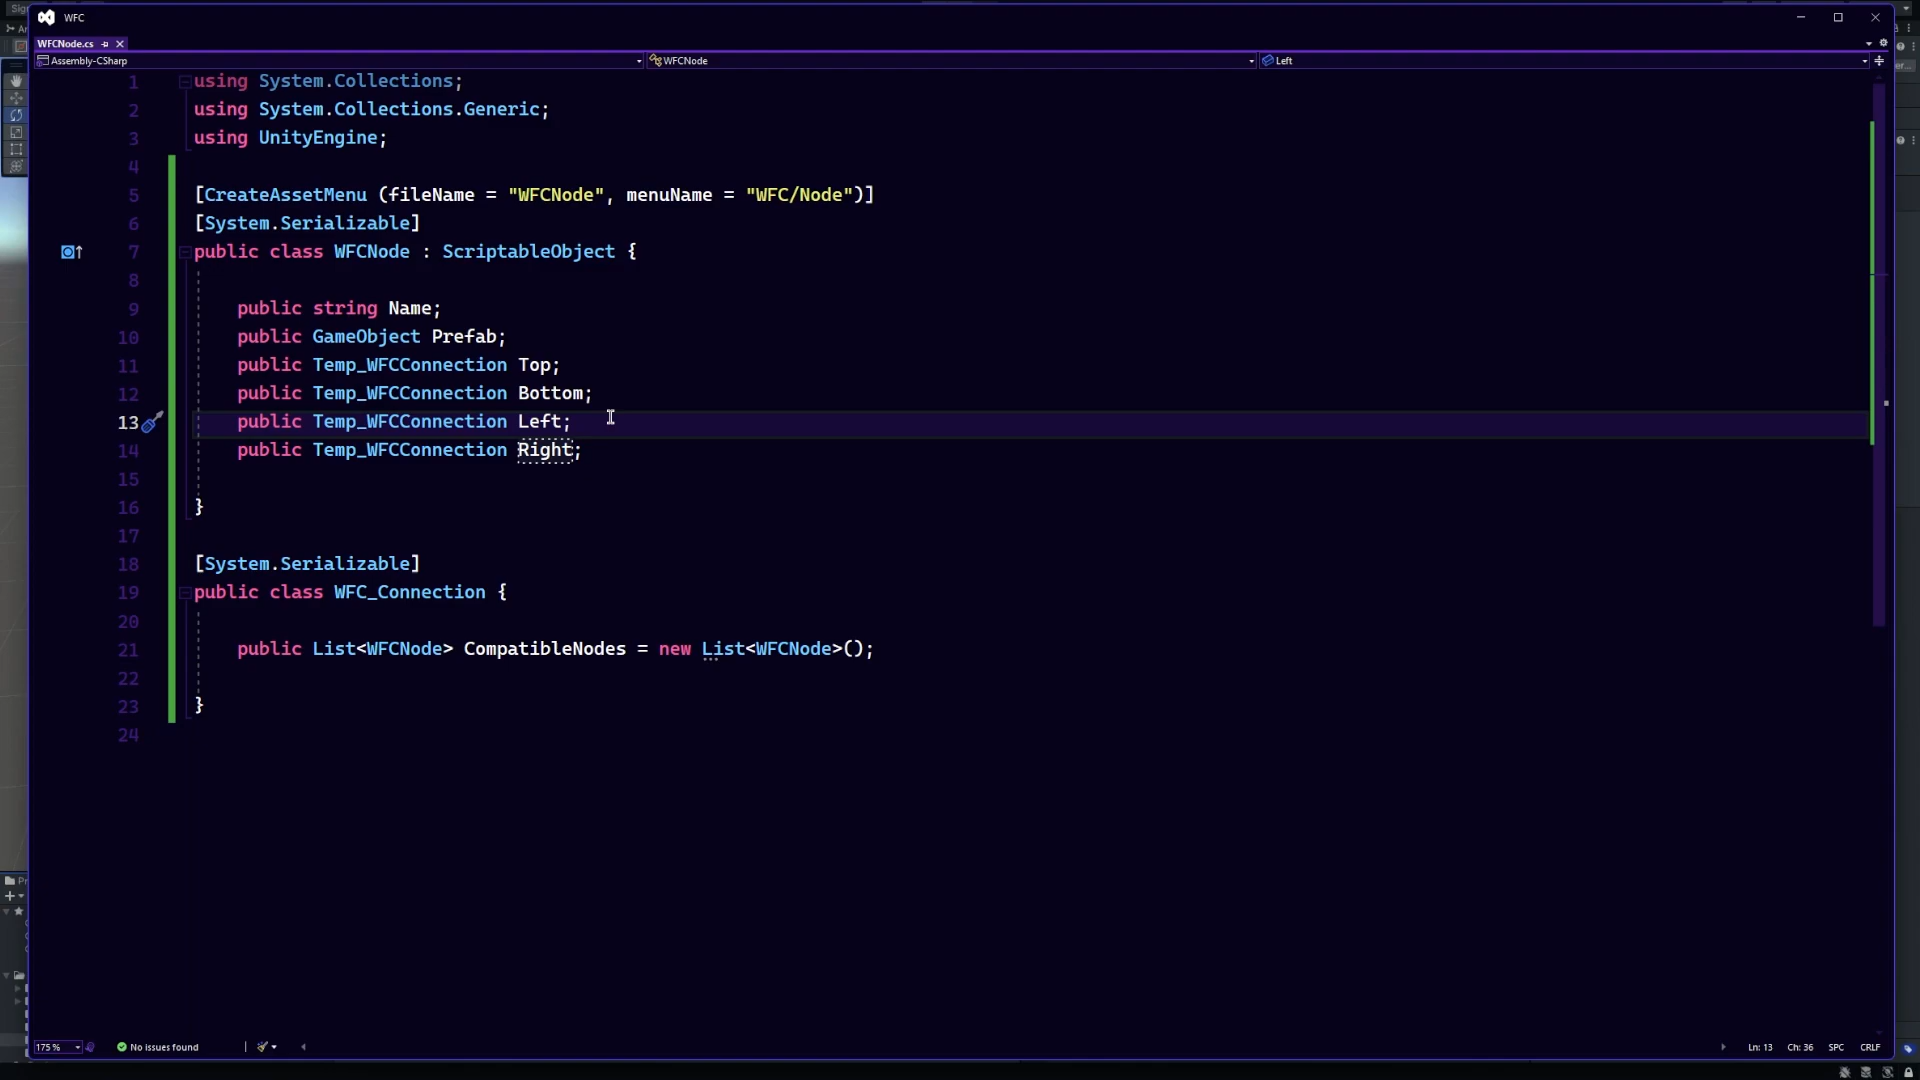 WFC
WFCNode.cs
Assembly-CSharp
WFCNode
Left
1 using System.Collections;
2 using System.Collections.Generic;
3 using UnityEngine;
4
5 [CreateAssetMenu (fileName = "WFCNode", menuName = "WFC/Node")]
6 [System.Serializable]
7 public class WFCNode : ScriptableObject {
8
9 public string Name;
10 public GameObject Prefab;
11 public Temp_WFCConnection Top;
12 public Temp_WFCConnection Bottom;
13 public Temp_WFCConnection Left;
14 public Temp_WFCConnection Right;
15
16 }
17
18 [System.Serializable]
19 public class WFC_Connection {
20
21 public List<WFCNode> CompatibleNodes = new List<WFCNode>();
22
23 }
24
175 %
No issues found
Ln: 13
Ch: 36
SPC
CRLF